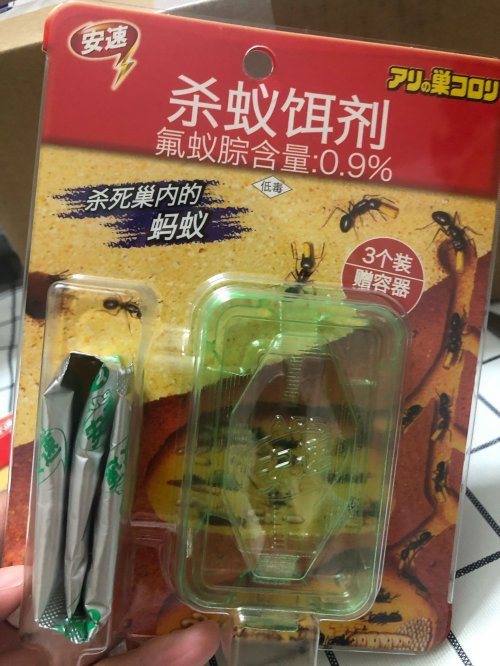 安速
アリの巣コロリ
杀蚁饵剂
氟蚁腙含量:0.9%
低毒
杀死巢内的
蚂蚁
3个装
赠容器